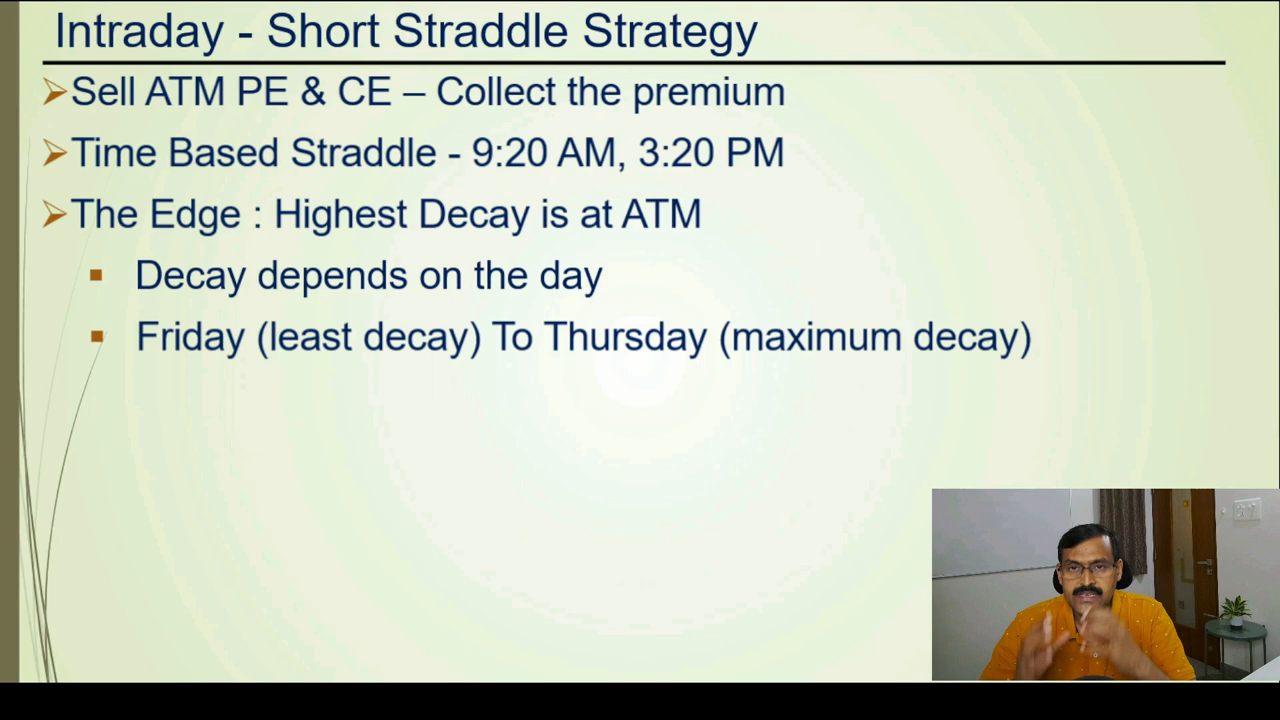 Intraday - Short Straddle Strategy
Sell ATM PE & CE – Collect the premium
Time Based Straddle - 9:20 AM, 3:20 PM
The Edge : Highest Decay is at ATM
Decay depends on the day
Friday (least decay) To Thursday (maximum decay)